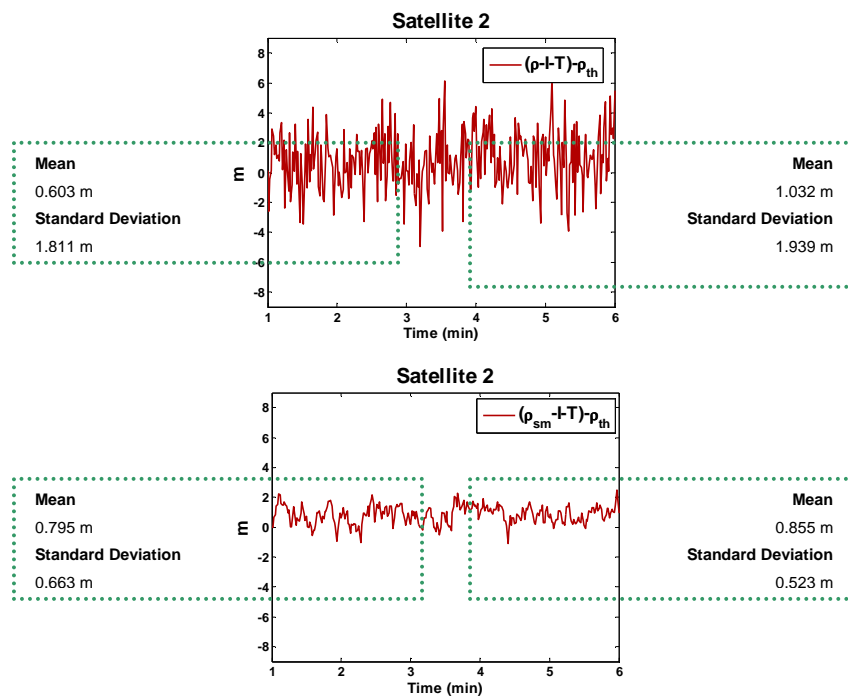 Satellite 2
(ρ-I-T)-ρth
8
6
4
2
0
-2
-4
-6
-8
m
1 2 3 4 5 6
Time (min)
Mean
0.603 m
Standard Deviation
1.811 m
Mean
1.032 m
Standard Deviation
1.939 m
Satellite 2
(ρsm-I-T)-ρth
8
6
4
2
0
-2
-4
-6
-8
m
1 2 3 4 5 6
Time (min)
Mean
0.795 m
Standard Deviation
0.663 m
Mean
0.855 m
Standard Deviation
0.523 m